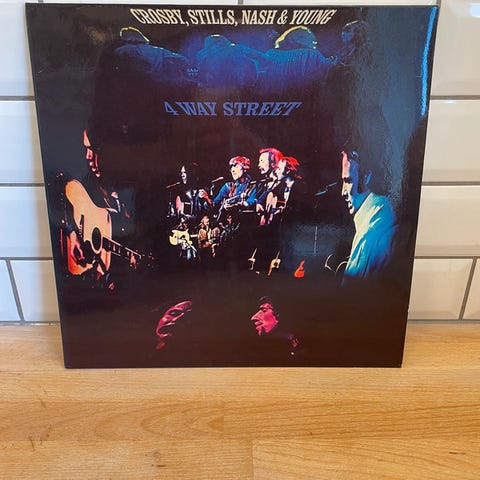 CROSBY, STILLS, NASH & YOUNG
4 WAY STREET